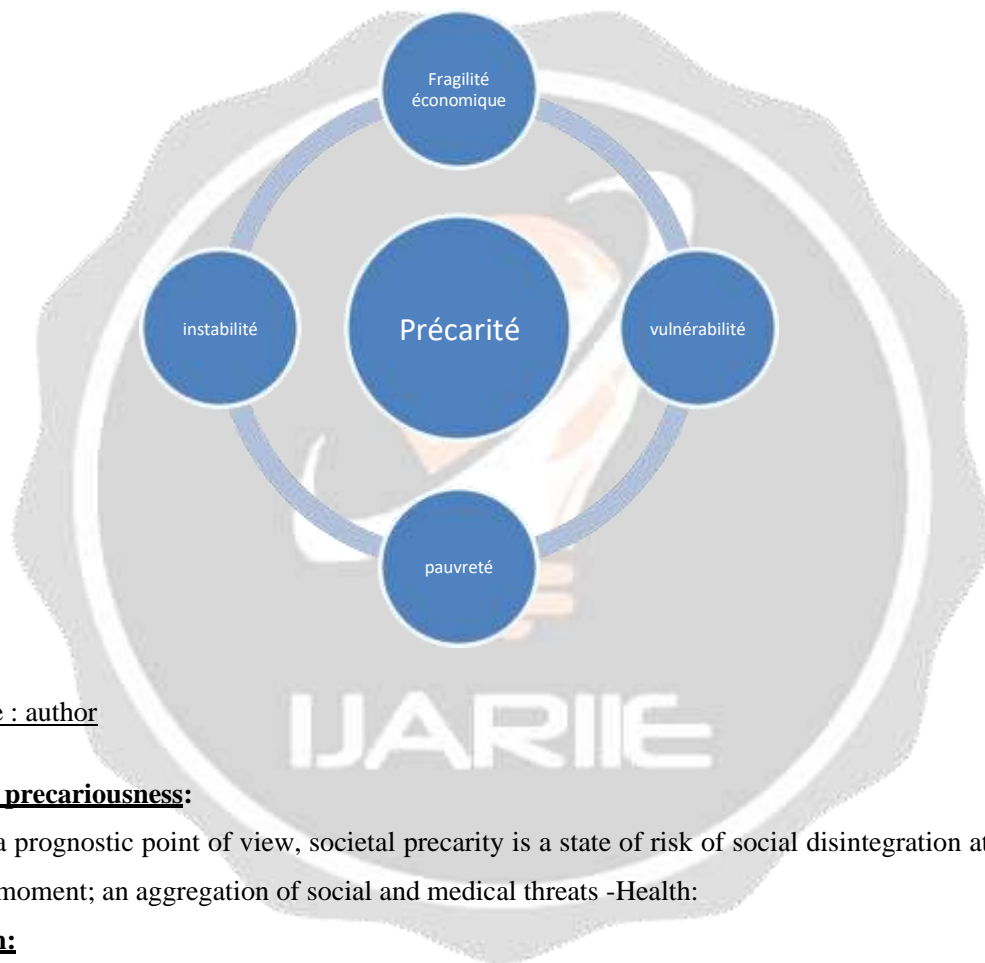 Fragilité
économique
instabilité
Précarité
vulnérabilité
pauvreté
: author
IJARIIE
precariousness:
a prognostic point of view, societal precarity is a state of risk of social disintegration at
moment; an aggregation of social and medical threats -Health: